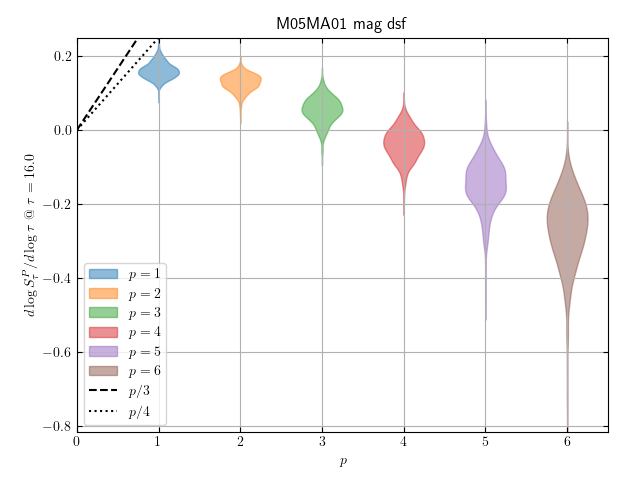 M05MA01 mag dsf
d log S_τ^P / d log τ @ τ = 16.0
0.2
0.0
−0.2
−0.4
−0.6
−0.8
p = 1
p = 2
p = 3
p = 4
p = 5
p = 6
p/3
p/4
0 1 2 3 4 5 6
p